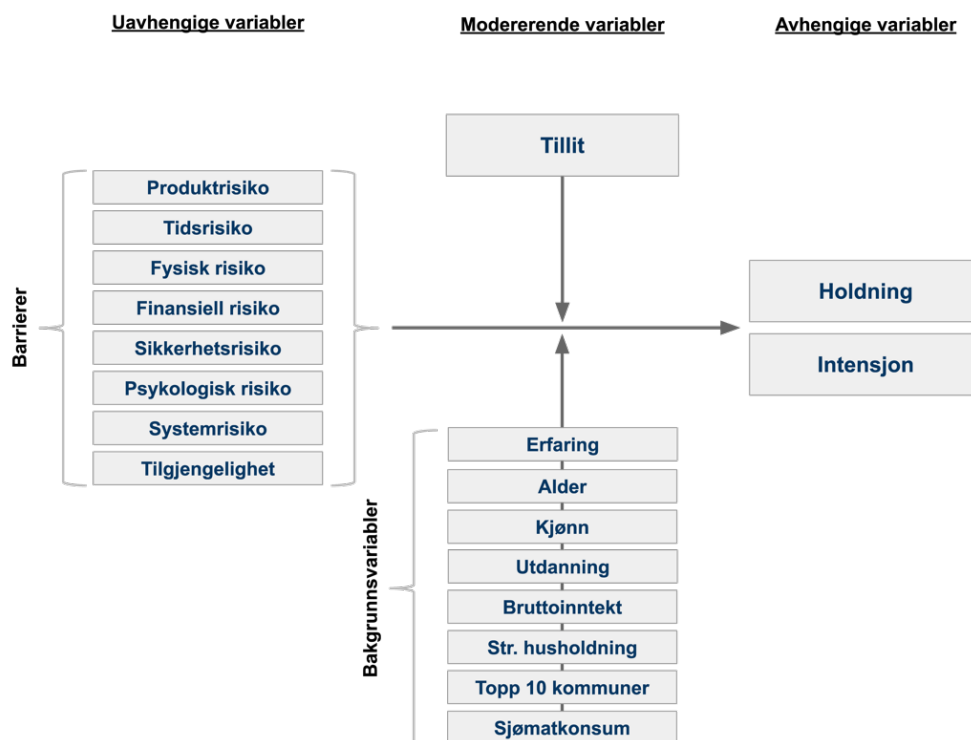 Uavhengige variabler
Modererende variabler
Avhengige variabler
Barrierer
Produktrisiko
Tidsrisiko
Fysisk risiko
Finansiell risiko
Sikkerhetsrisiko
Psykologisk risiko
Systemrisiko
Tilgjengelighet
Tillit
Bakgrunnsvariabler
Erfaring
Alder
Kjønn
Utdanning
Bruttoinntekt
Str. husholdning
Topp 10 kommuner
Sjømatkonsum
Holdning
Intensjon